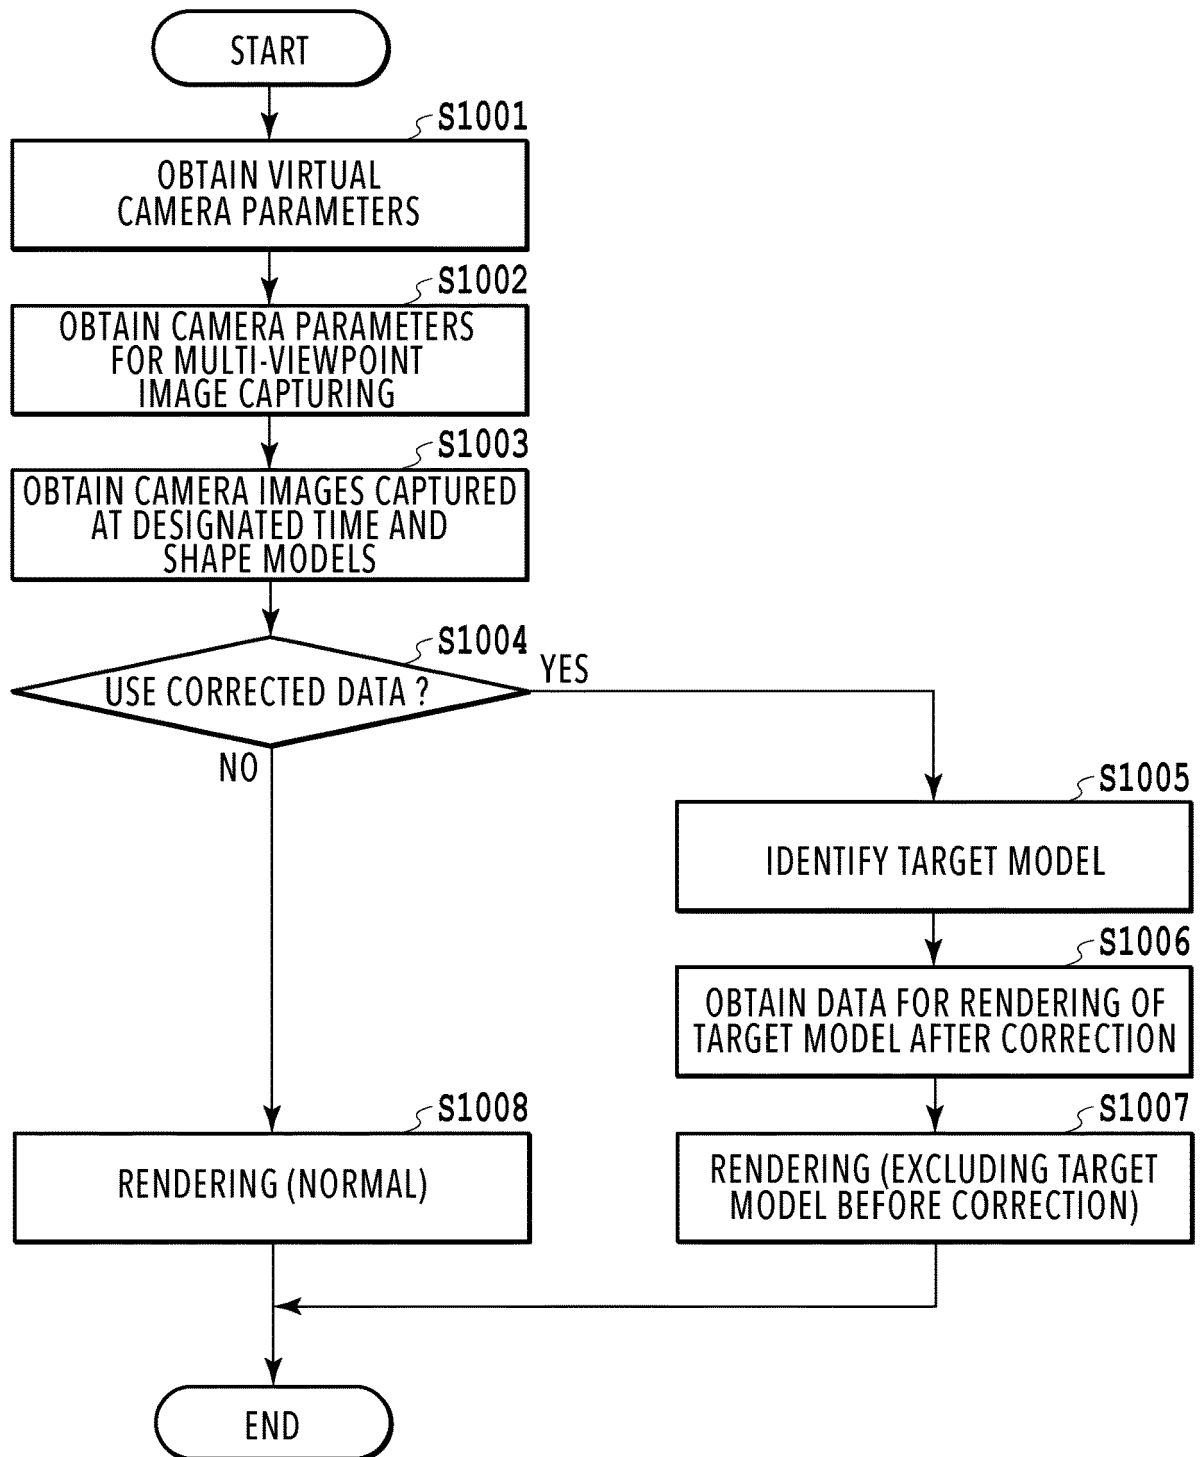 START
S1001
OBTAIN VIRTUAL
CAMERA PARAMETERS
S1002
OBTAIN CAMERA PARAMETERS
FOR MULTI-VIEWPOINT
IMAGE CAPTURING
S1003
OBTAIN CAMERA IMAGES CAPTURED
AT DESIGNATED TIME AND
SHAPE MODELS
S1004
USE CORRECTED DATA ?
YES
NO
S1005
IDENTIFY TARGET MODEL
S1006
OBTAIN DATA FOR RENDERING OF
TARGET MODEL AFTER CORRECTION
S1007
RENDERING (EXCLUDING TARGET
MODEL BEFORE CORRECTION)
S1008
RENDERING (NORMAL)
END